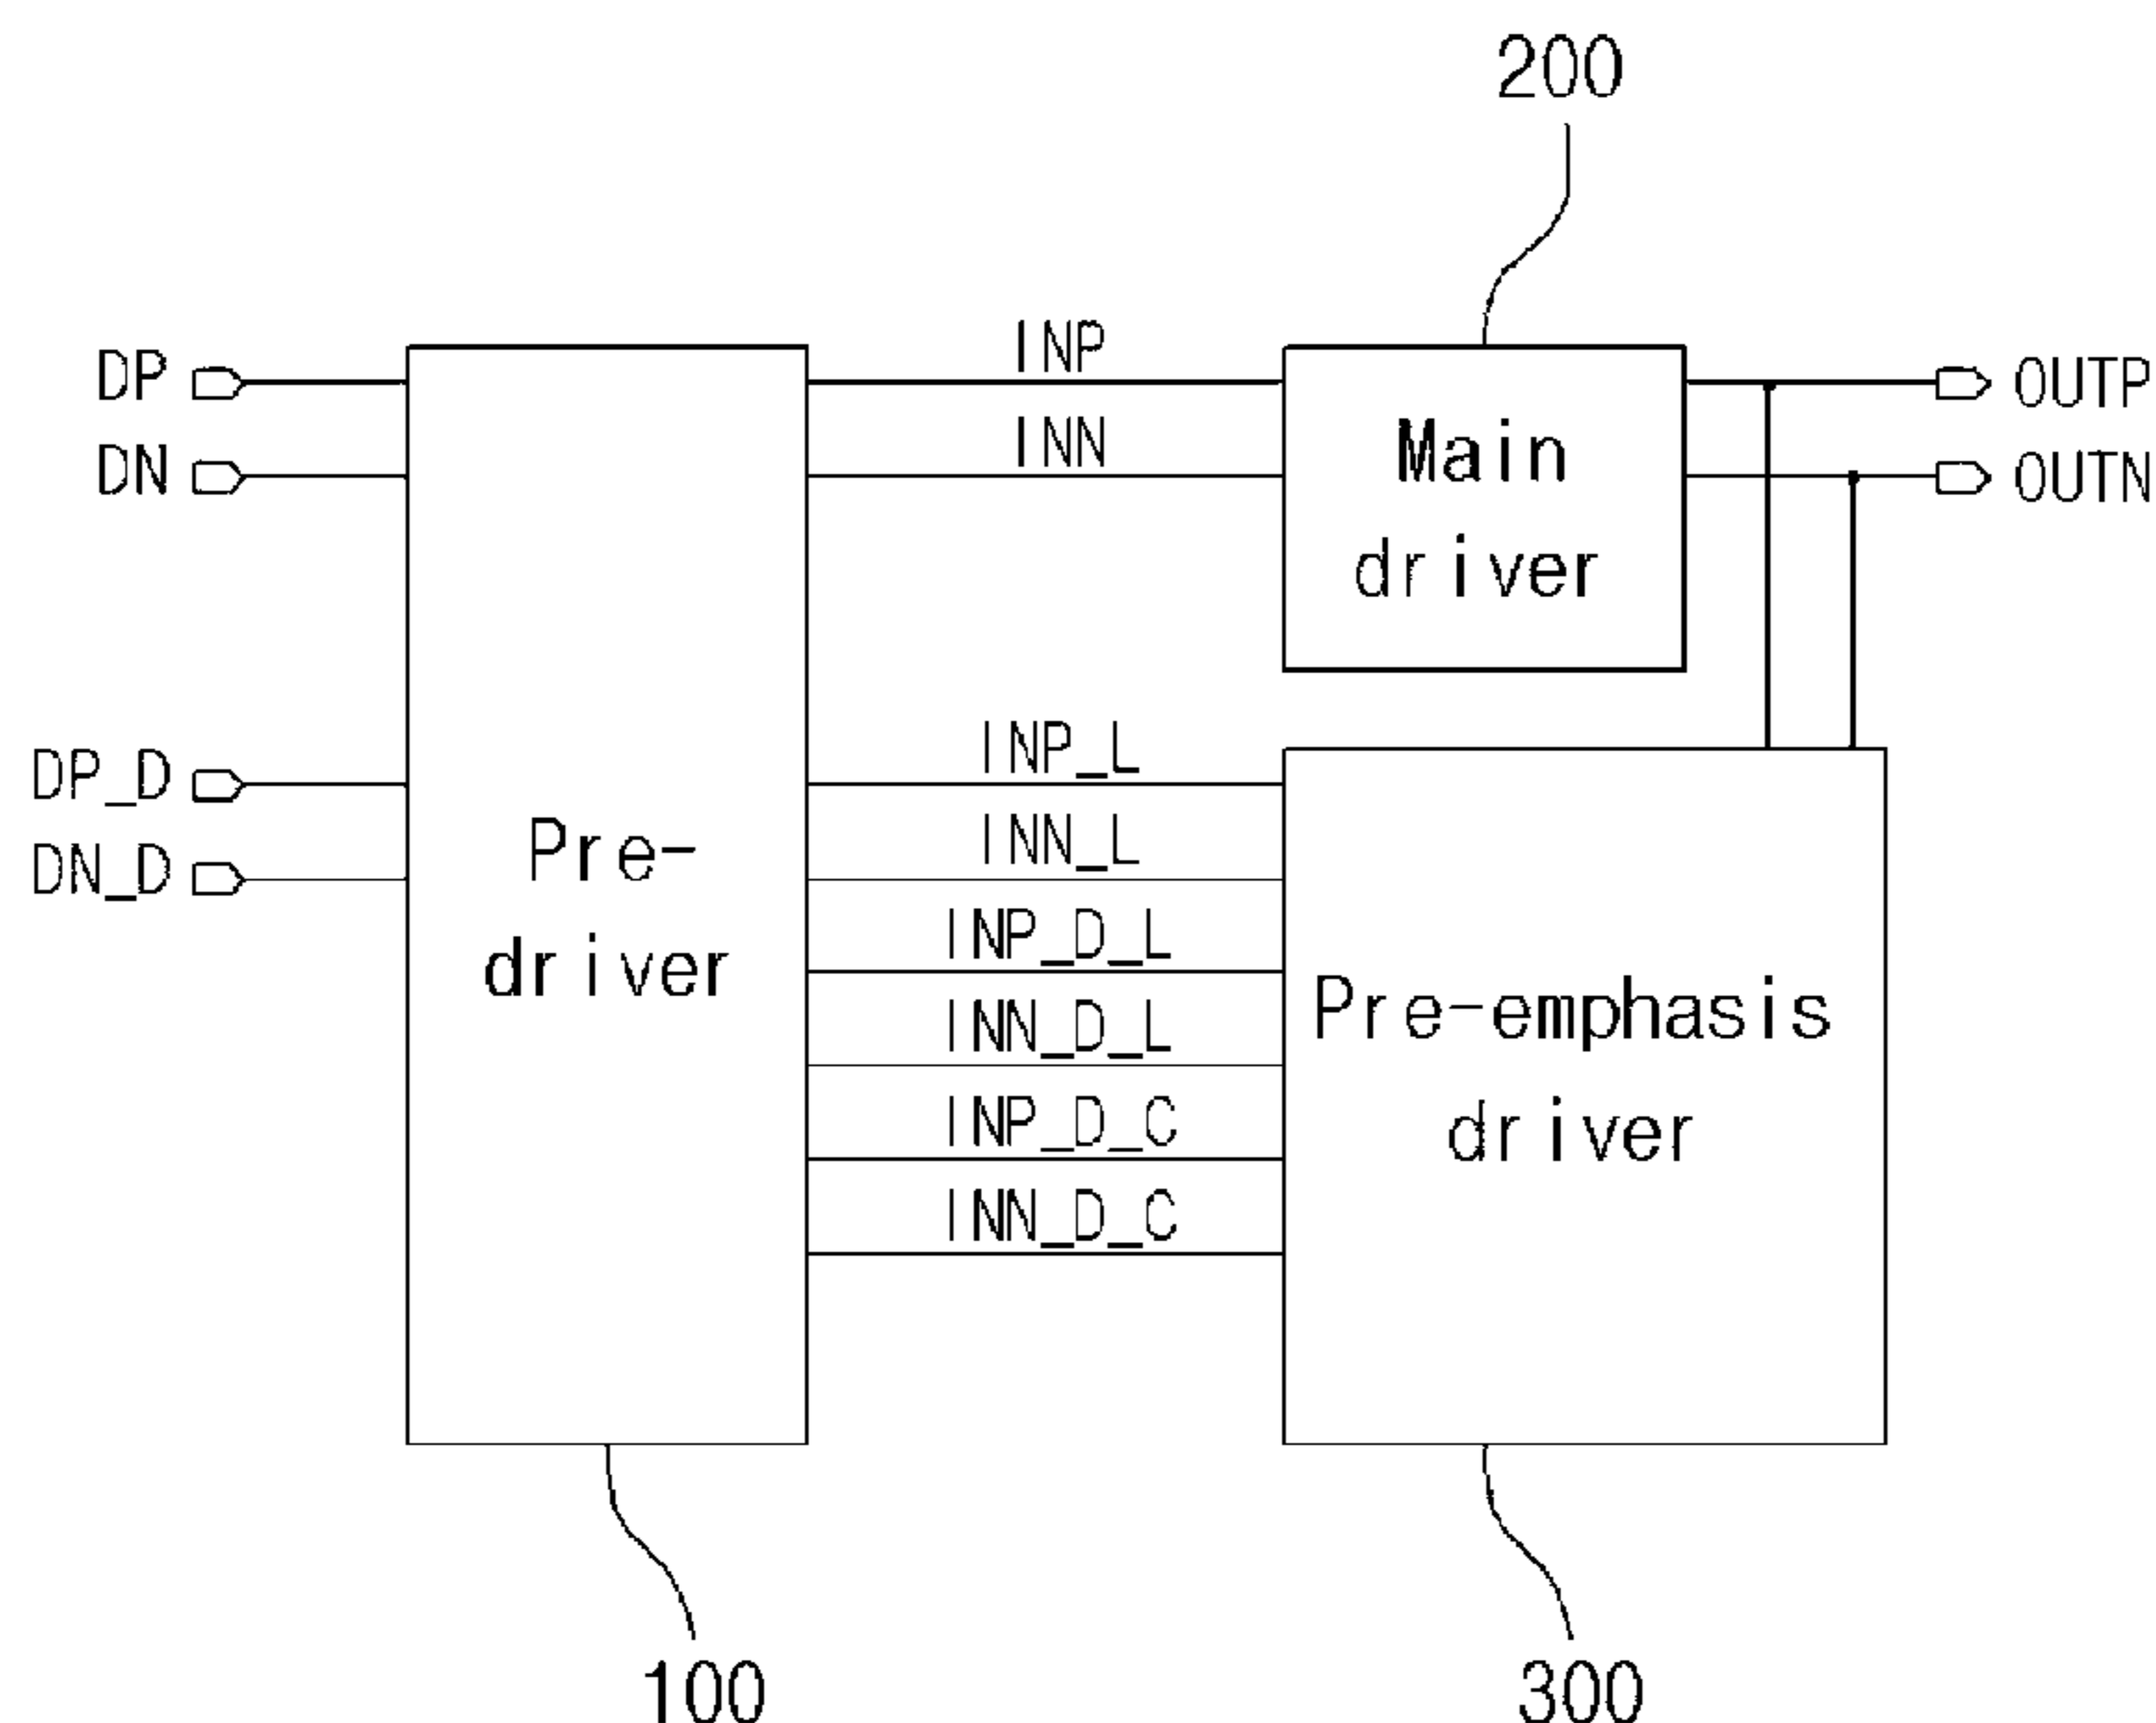 200
DP
INP
OUTP
DN
INN
OUTN
Main
driver
DP_D
INP_L
DN_D
INN_L
Pre-
driver
INP_D_L
INN_D_L
Pre-emphasis
driver
INP_D_C
INN_D_C
100
300